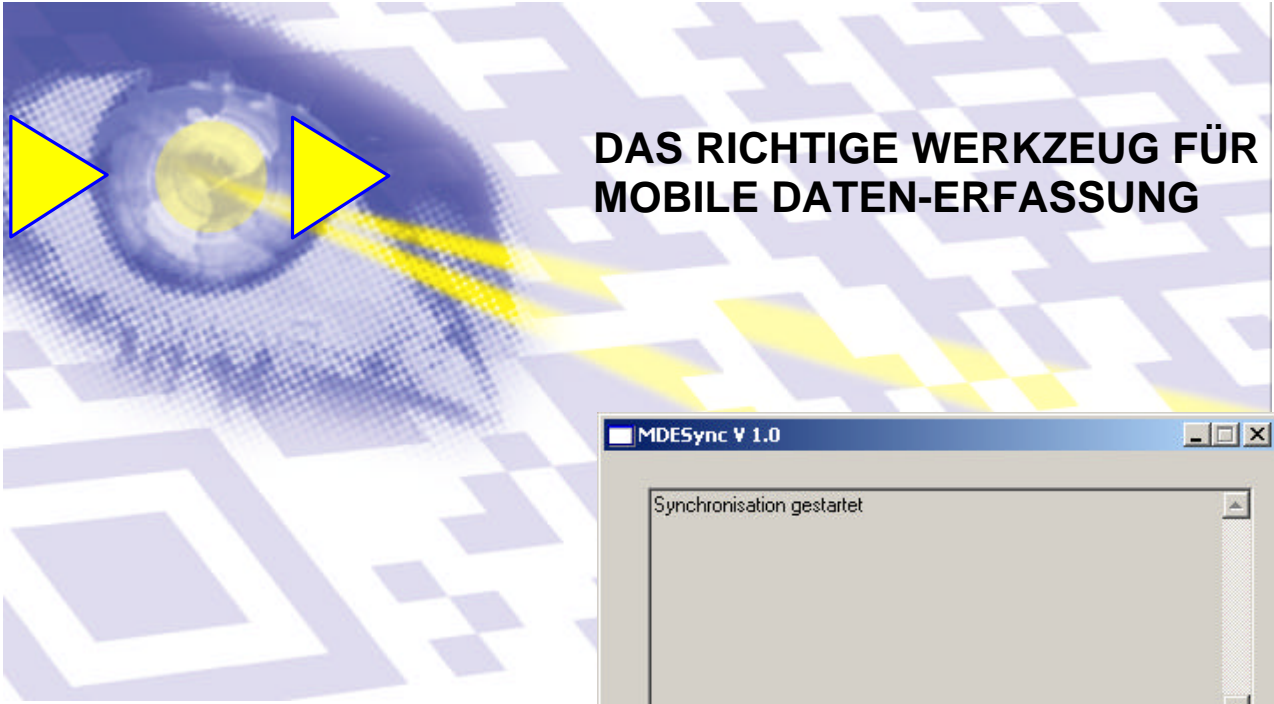 DAS RICHTIGE WERKZEUG FÜR
MOBILE DATEN-ERFASSUNG
MDESync V 1.0
Synchronisation gestartet